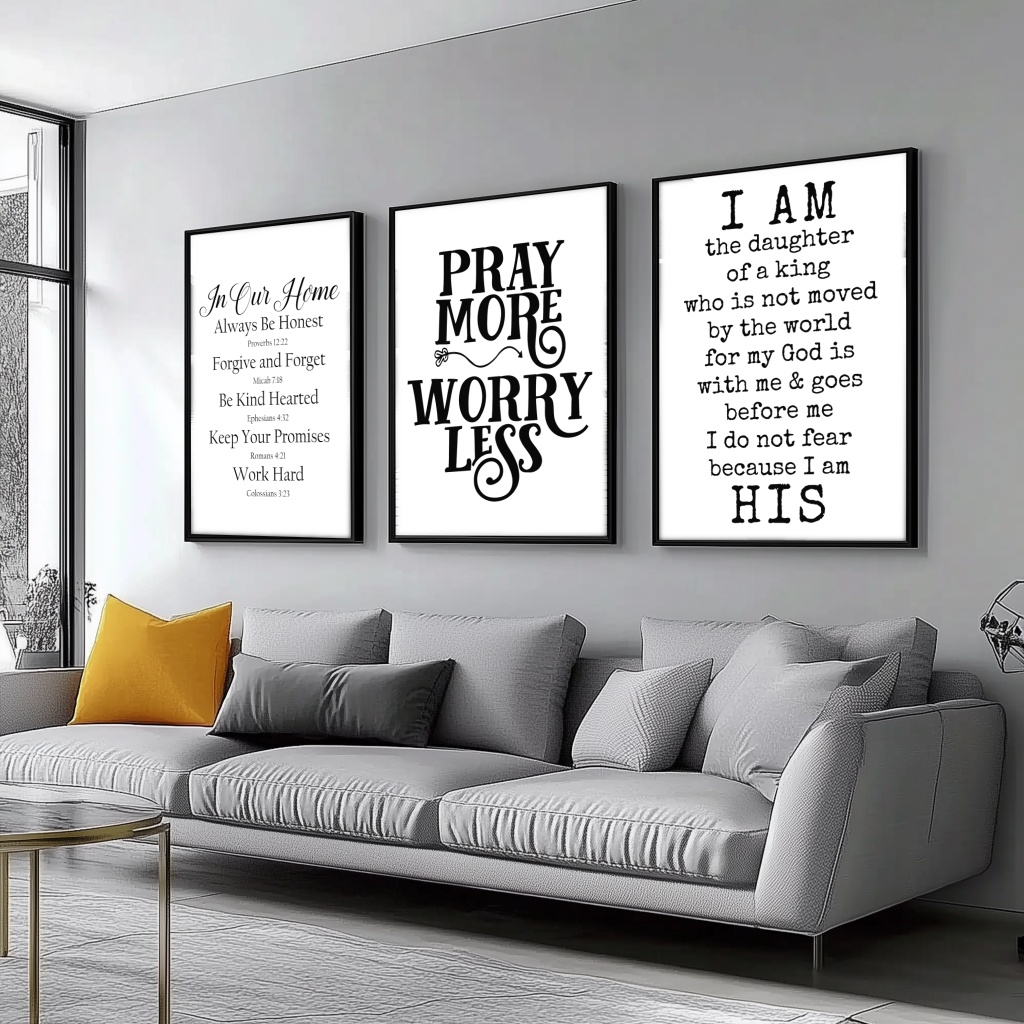 In Our Home
Always Be Honest
Proverbs 12:22
Forgive and Forget
Micah 7:18
Be Kind Hearted
Ephesians 4:32
Keep Your Promises
Romans 4:21
Work Hard
Colossians 3:23
PRAY
MORE
WORRY
LESS
I AM
the daughter
of a king
who is not moved
by the world
for my God is
with me & goes
before me
I do not fear
because I am
HIS